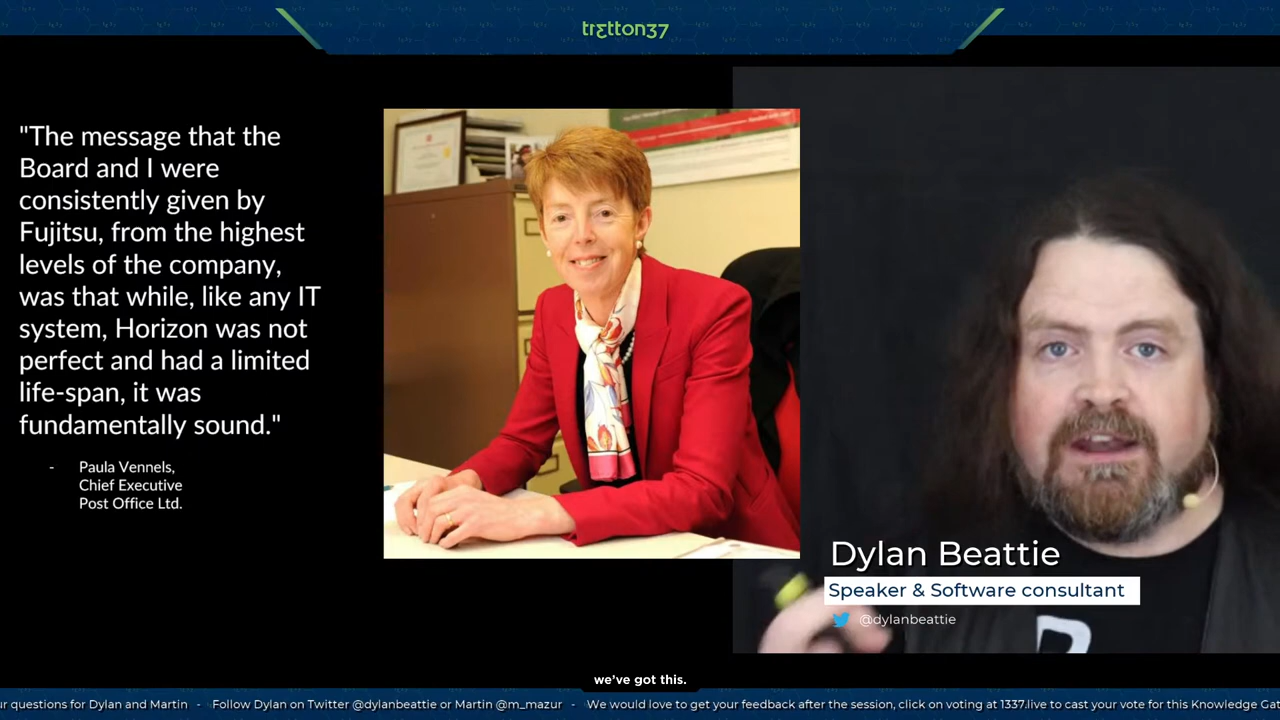 tretton37
"The message that the
Board and I were
consistently given by
Fujitsu, from the highest
levels of the company,
was that while, like any IT
system, Horizon was not
perfect and had a limited
life-span, it was
fundamentally sound."
- Paula Vennels,
Chief Executive
Post Office Ltd.
Dylan Beattie
Speaker & Software consultant
@dylanbeattie
we've got this.
ur questions for Dylan and Martin - Follow Dylan on Twitter @dylanbeattie or Martin @m_mazur - We would love to get your feedback after the session, click on voting at 1337.live to cast your vote for this Knowledge Gat